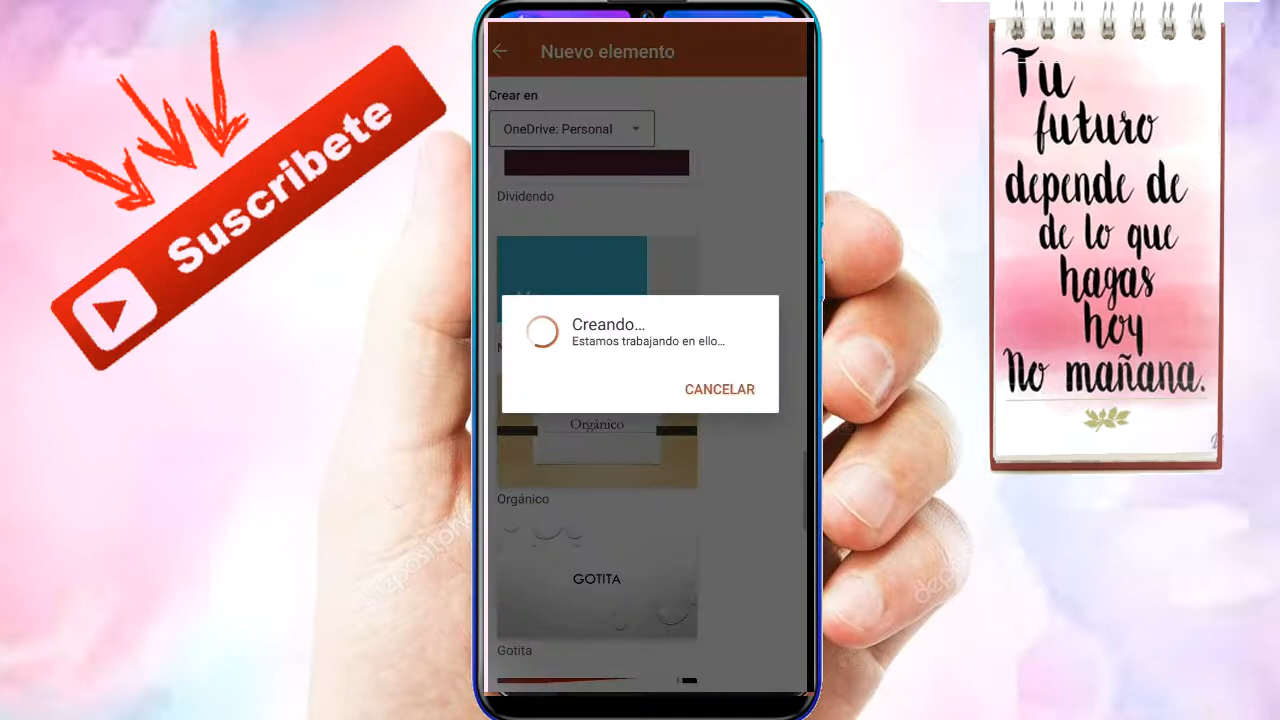 Suscribete
Nuevo elemento
Crear en
OneDrive: Personal
Dividendo
Creando...
Estamos trabajando en ello...
CANCELAR
Orgánico
Orgánico
GOTITA
Gotita
Tu
futuro
depende de
de lo que
hagas
hoy
No mañana.